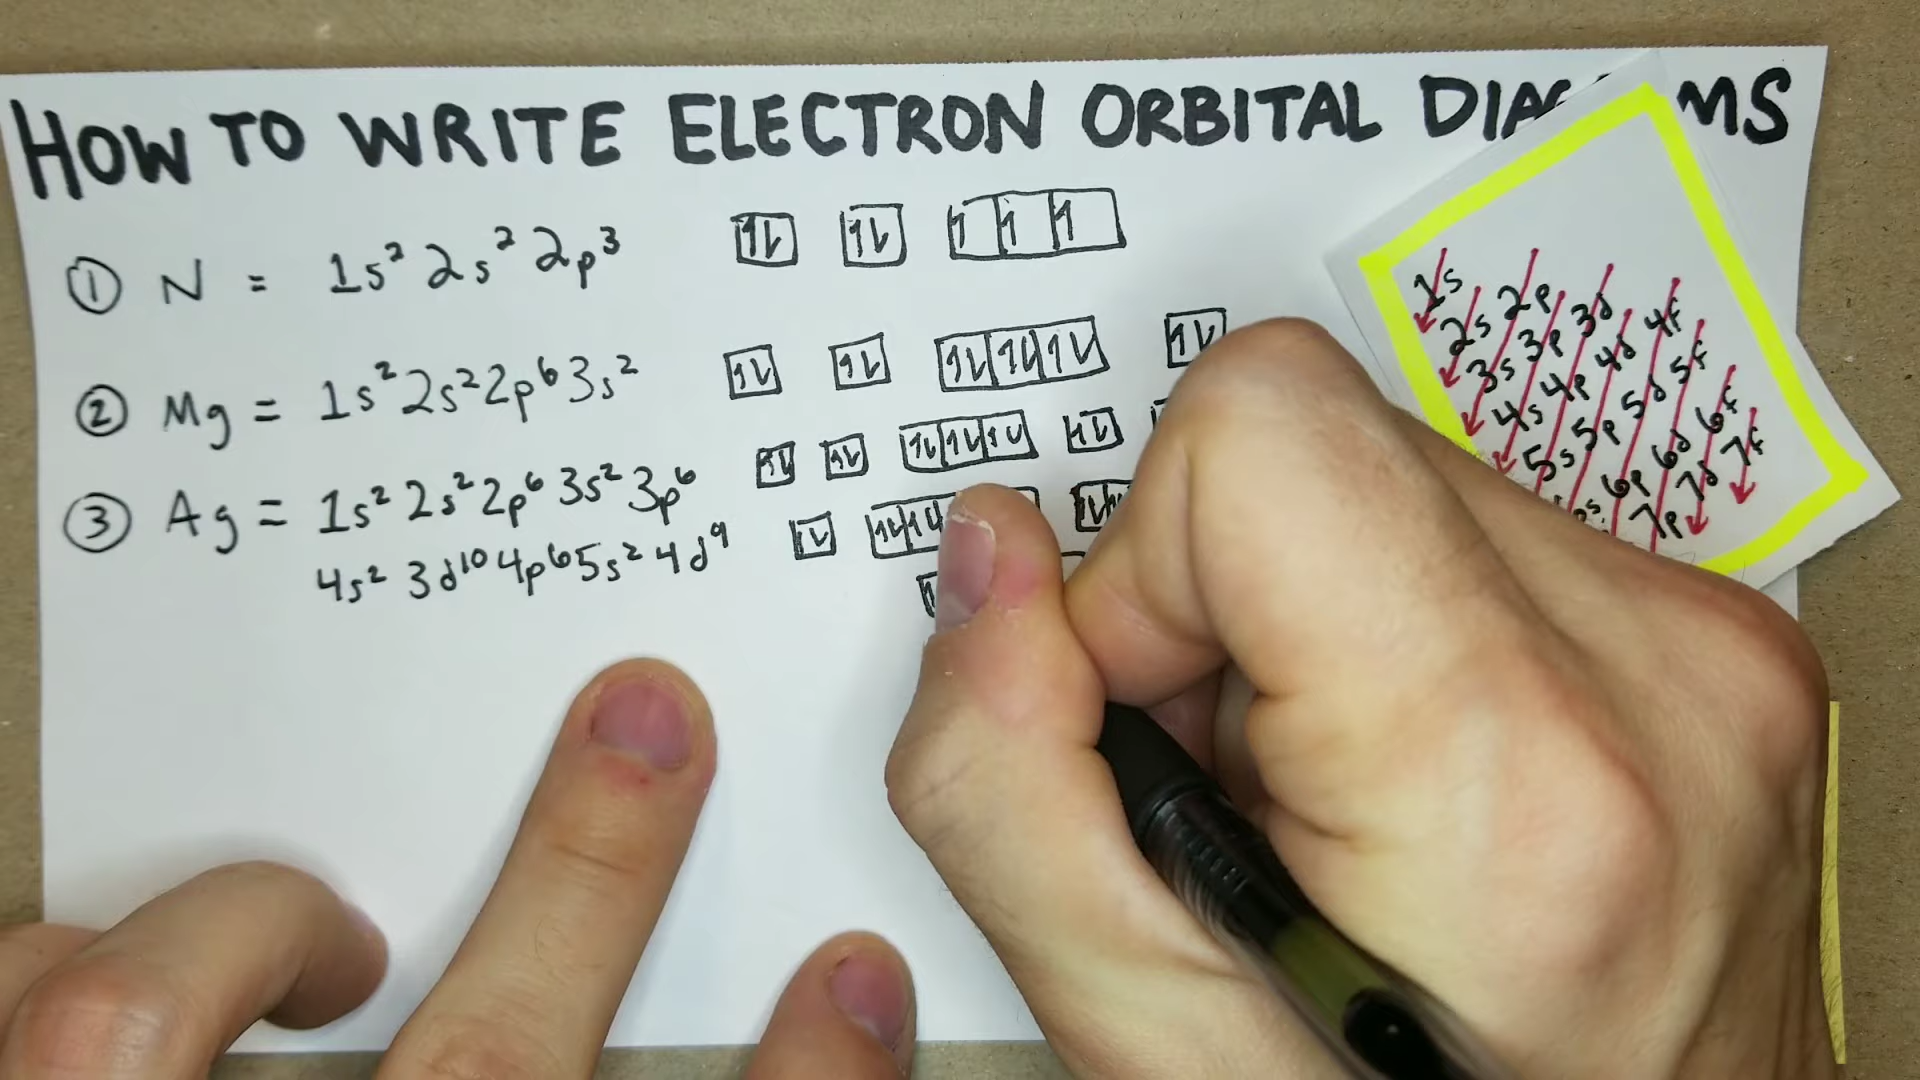 HOW TO WRITE ELECTRON ORBITAL DIAG MS
① N = 1s² 2s² 2p³
② Mg = 1s² 2s² 2p⁶ 3s²
③ Ag = 1s² 2s² 2p⁶ 3s² 3p⁶
4s² 3d¹⁰ 4p⁶ 5s² 4d⁹
1s
2s 2p
3s 3p 3d
4s 4p 4d 4f
5s 5p 5d 5f
6p 6d 6f
7p 7d 7f